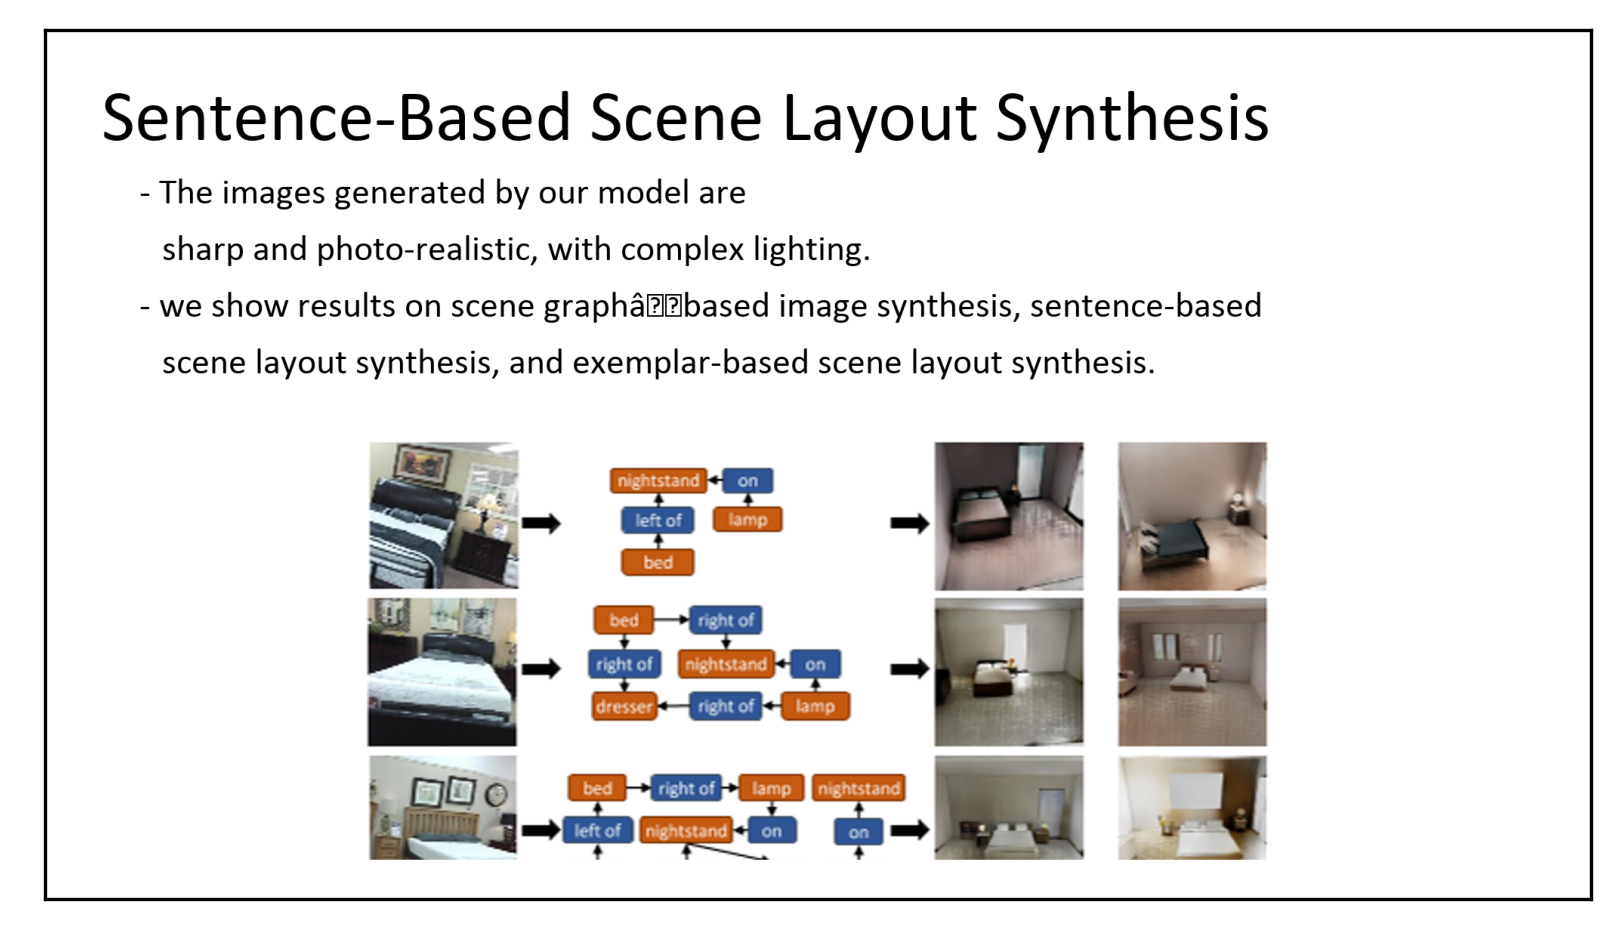 Sentence-Based Scene Layout Synthesis
- The images generated by our model are
sharp and photo-realistic, with complex lighting.
- we show results on scene graphâ��based image synthesis, sentence-based
scene layout synthesis, and exemplar-based scene layout synthesis.
nightstand on
left of lamp
bed
bed right of
right of nightstand on
dresser right of lamp
bed right of lamp nightstand
left of nightstand on on